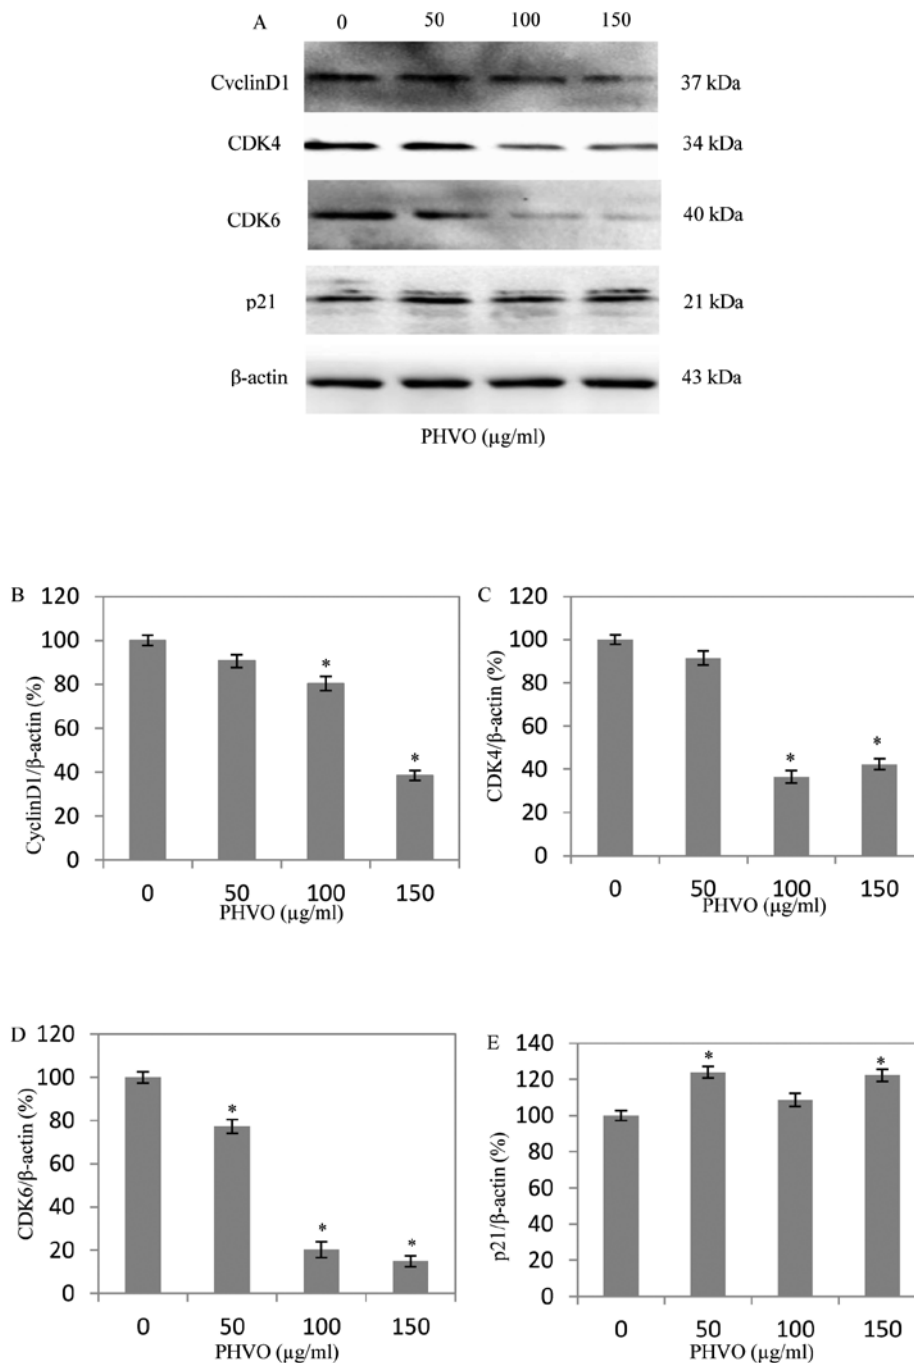 A 0 50 100 150
CyclinD1 37 kDa
CDK4 34 kDa
CDK6 40 kDa
p21 21 kDa
β-actin 43 kDa
PHVO (µg/ml)
B
CyclinD1/β-actin (%)
120
100
80
60
40
20
0
* *
0 50 100 150
PHVO (µg/ml)
C
CDK4/β-actin (%)
120
100
80
60
40
20
0
* *
0 50 100 150
PHVO (µg/ml)
D
CDK6/β-actin (%)
120
100
80
60
40
20
0
* * *
0 50 100 150
PHVO (µg/ml)
E
p21/β-actin (%)
140
120
100
80
60
40
20
0
* *
0 50 100 150
PHVO (µg/ml)